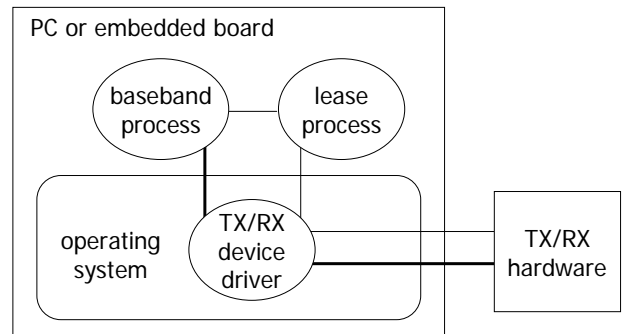 PC or embedded board
baseband
process
lease
process
operating
system
TX/RX
device
driver
TX/RX
hardware